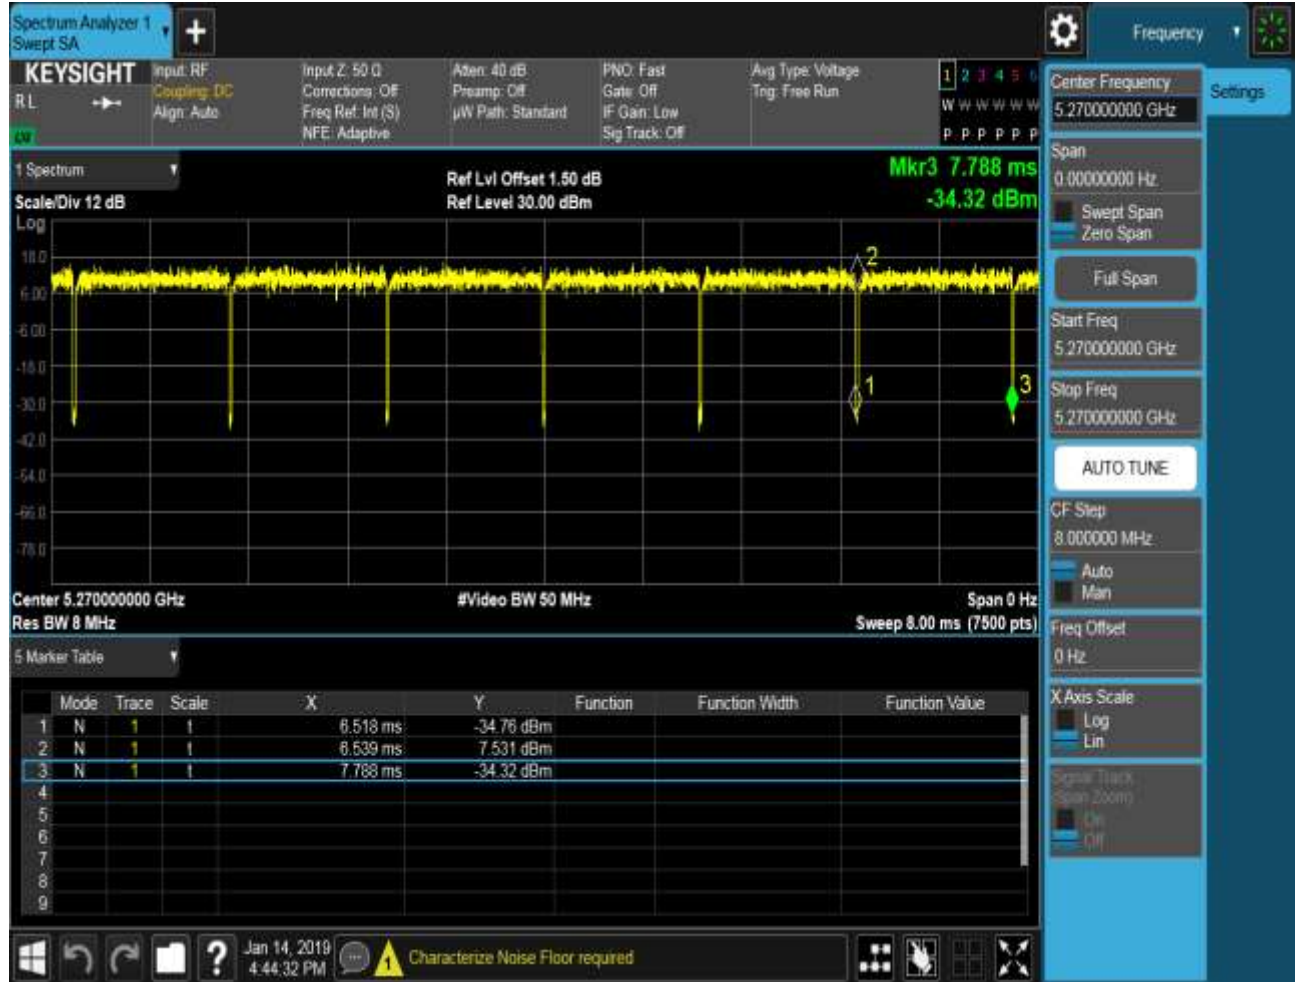 Spectrum Analyzer 1
Swept SA
+
Frequency
KEYSIGHT
RL
Input: RF
Coupling: DC
Align: Auto
Input Z: 50 Ω
Corrections: Off
Freq Ref: Int (S)
NFE: Adaptive
Atten: 40 dB
Preamp: Off
µW Path: Standard
PNO: Fast
Gate: Off
IF Gain: Low
Sig Track: Off
Avg Type: Voltage
Trig: Free Run
1 2 3 4 5 6
W W W W W W
P P P P P P
1 Spectrum
Scale/Div 12 dB
Ref Lvl Offset 1.50 dB
Ref Level 30.00 dBm
Mkr3 7.788 ms
-34.32 dBm
Log
18.0
6.00
-6.00
-18.0
-30.0
-42.0
-54.0
-66.0
-78.0
2
1
3
Center 5.270000000 GHz
#Video BW 50 MHz
Span 0 Hz
Res BW 8 MHz
Sweep 8.00 ms (7500 pts)
5 Marker Table
Mode Trace Scale X Y Function Function Width Function Value
1 N 1 t 6.518 ms -34.76 dBm
2 N 1 t 6.539 ms 7.531 dBm
3 N 1 t 7.788 ms -34.32 dBm
4
5
6
7
8
9
Center Frequency
5.270000000 GHz
Settings
Span
0.00000000 Hz
Swept Span
Zero Span
Full Span
Start Freq
5.270000000 GHz
Stop Freq
5.270000000 GHz
AUTO TUNE
CF Step
8.000000 MHz
Auto
Man
Freq Offset
0 Hz
X Axis Scale
Log
Lin
Signal Track
(Span Zoom)
On
Off
?
Jan 14, 2019
4:44:32 PM
1
Characterize Noise Floor required